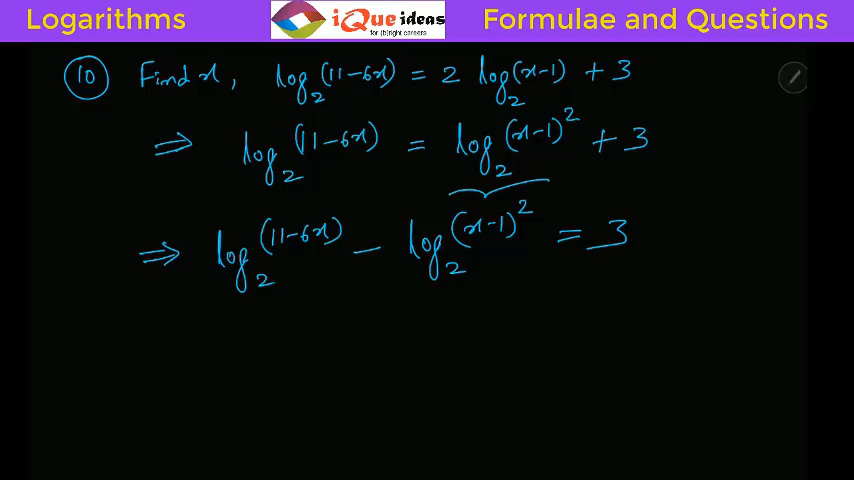 Logarithms iQue ideas Formulae and Questions
for (b)right careers
10 Find x, log₂(11-6x) = 2 log₂(x-1) + 3
⇒ log₂(11-6x) = log₂(x-1)² + 3
⇒ log₂(11-6x) - log₂(x-1)² = 3